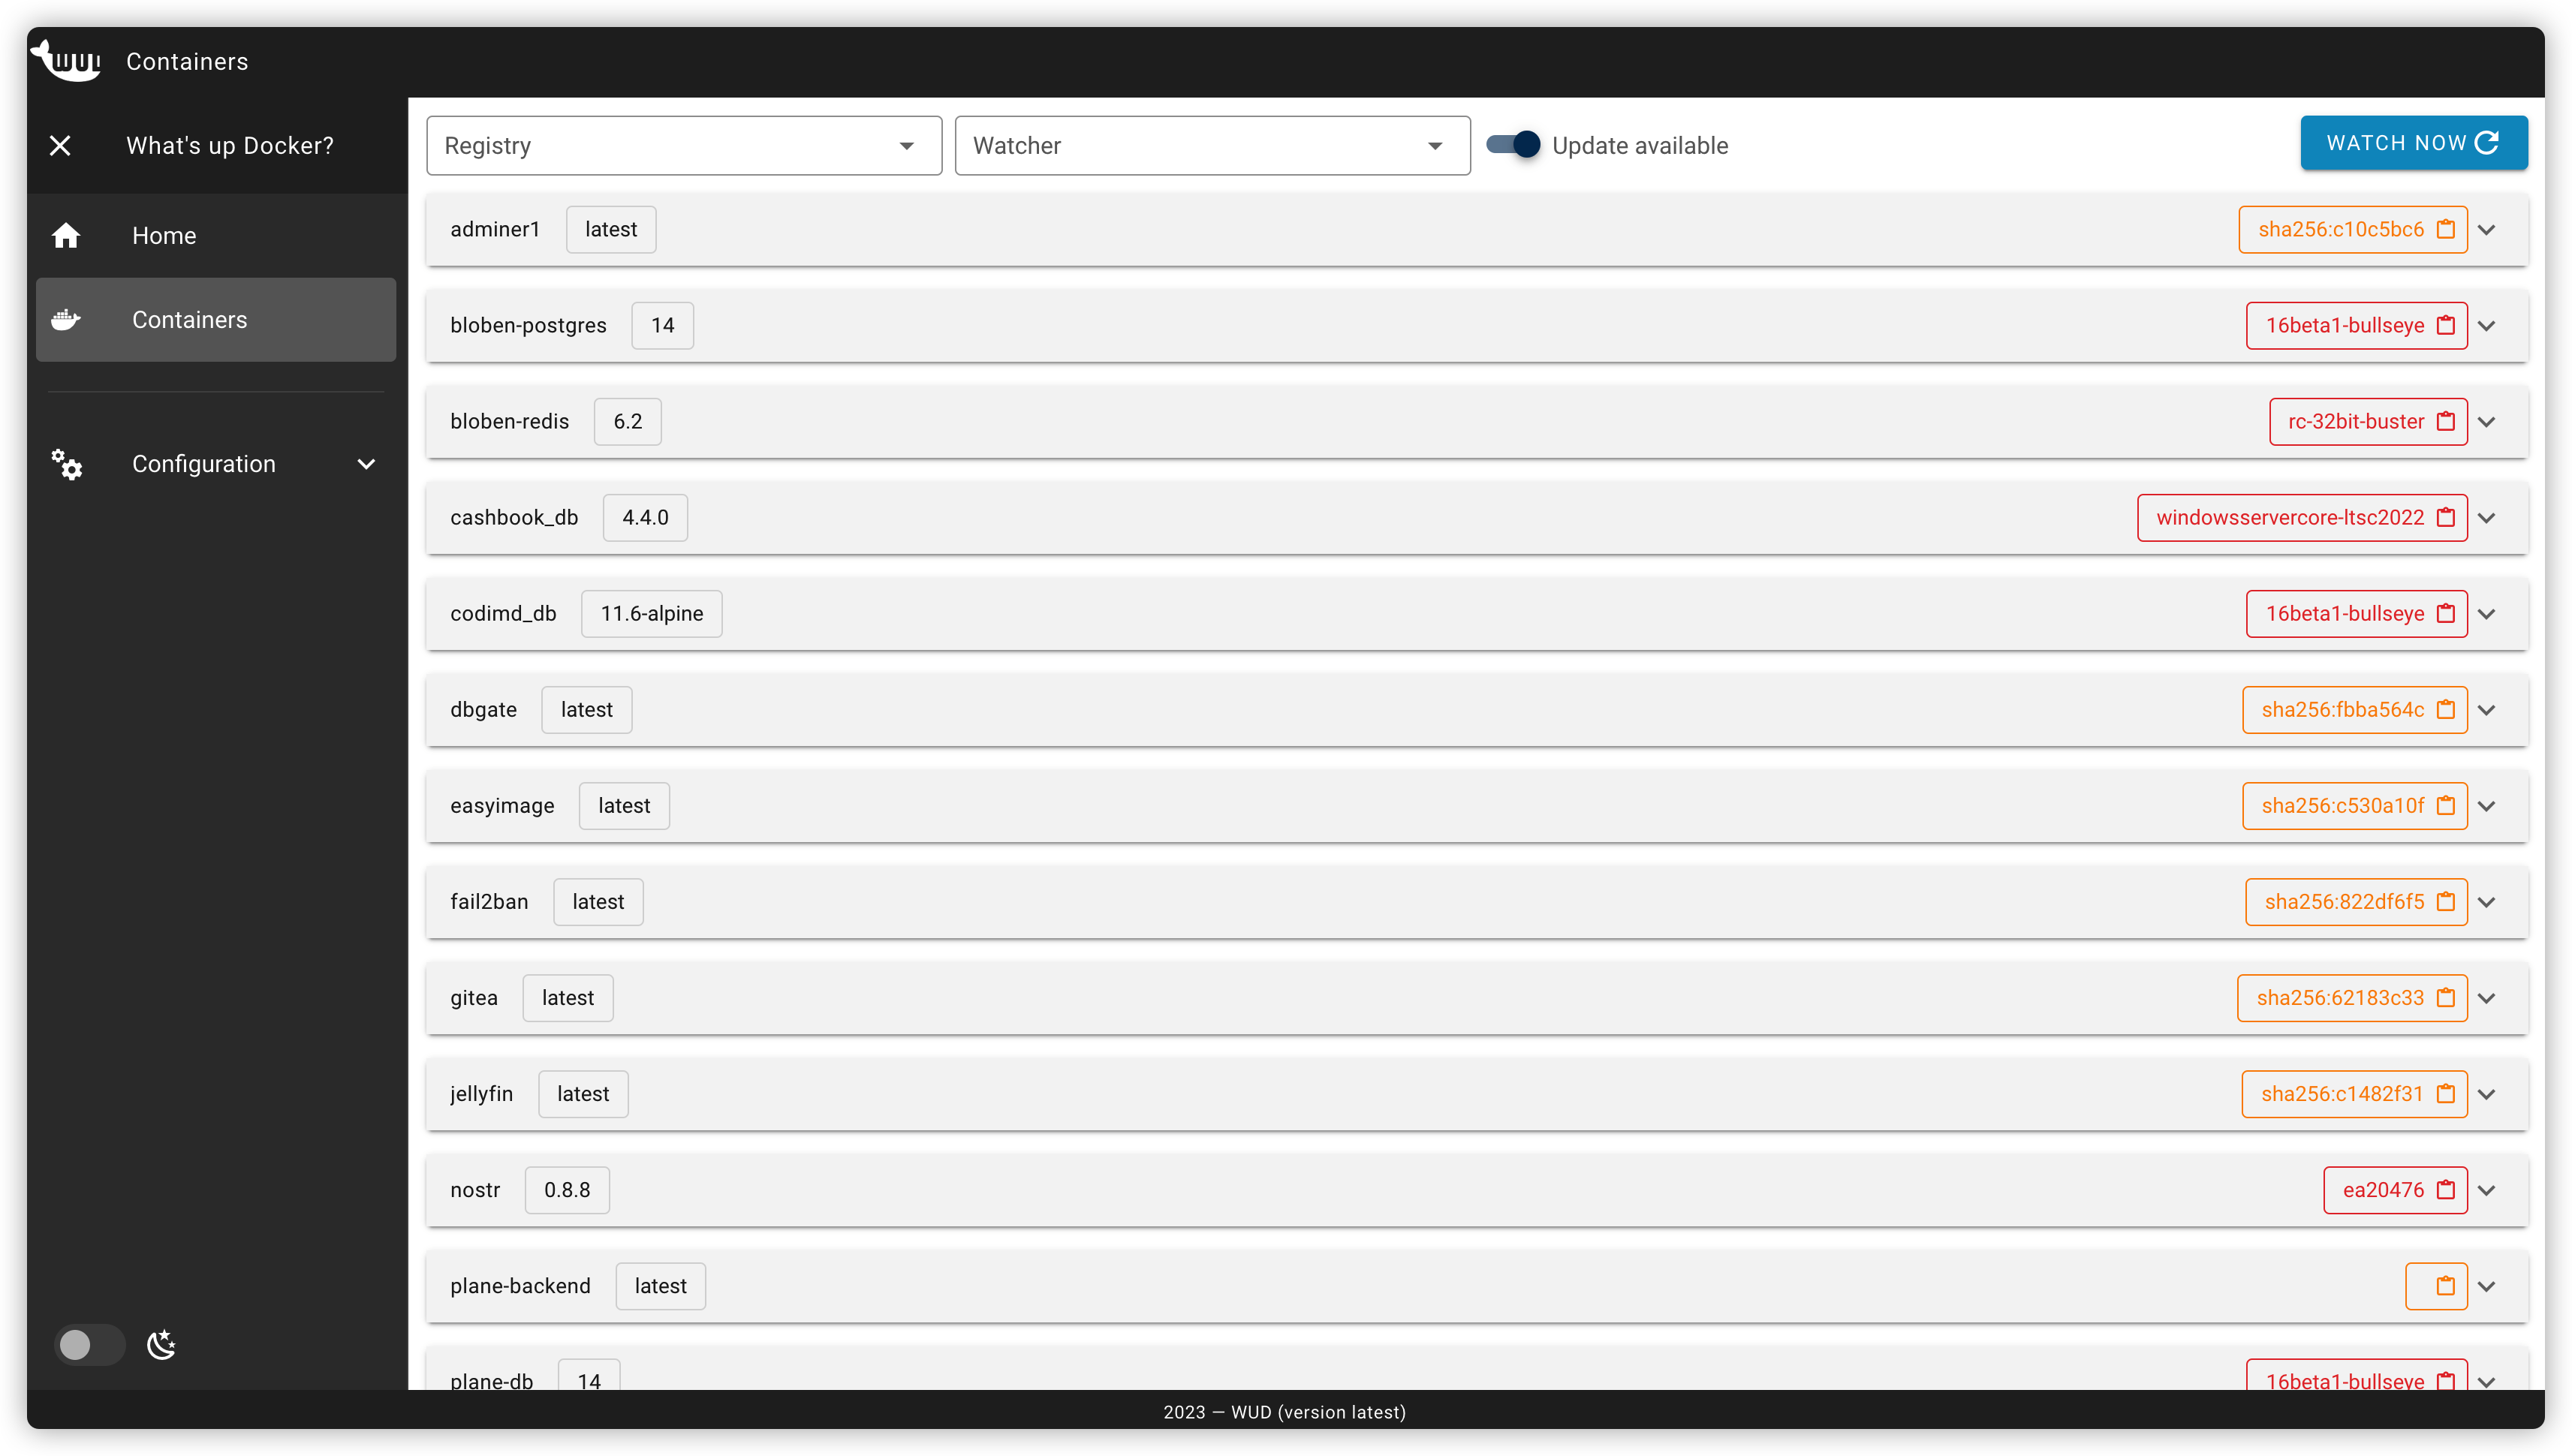 WUD Containers
What's up Docker?
Home
Containers
Configuration
Registry Watcher Update available WATCH NOW
adminer1 latest sha256:c10c5bc6
bloben-postgres 14 16beta1-bullseye
bloben-redis 6.2 rc-32bit-buster
cashbook_db 4.4.0 windowsservercore-ltsc2022
codimd_db 11.6-alpine 16beta1-bullseye
dbgate latest sha256:fbba564c
easyimage latest sha256:c530a10f
fail2ban latest sha256:822df6f5
gitea latest sha256:62183c33
jellyfin latest sha256:c1482f31
nostr 0.8.8 ea20476
plane-backend latest
plane-db 14 16beta1-bullseye
2023 — WUD (version latest)